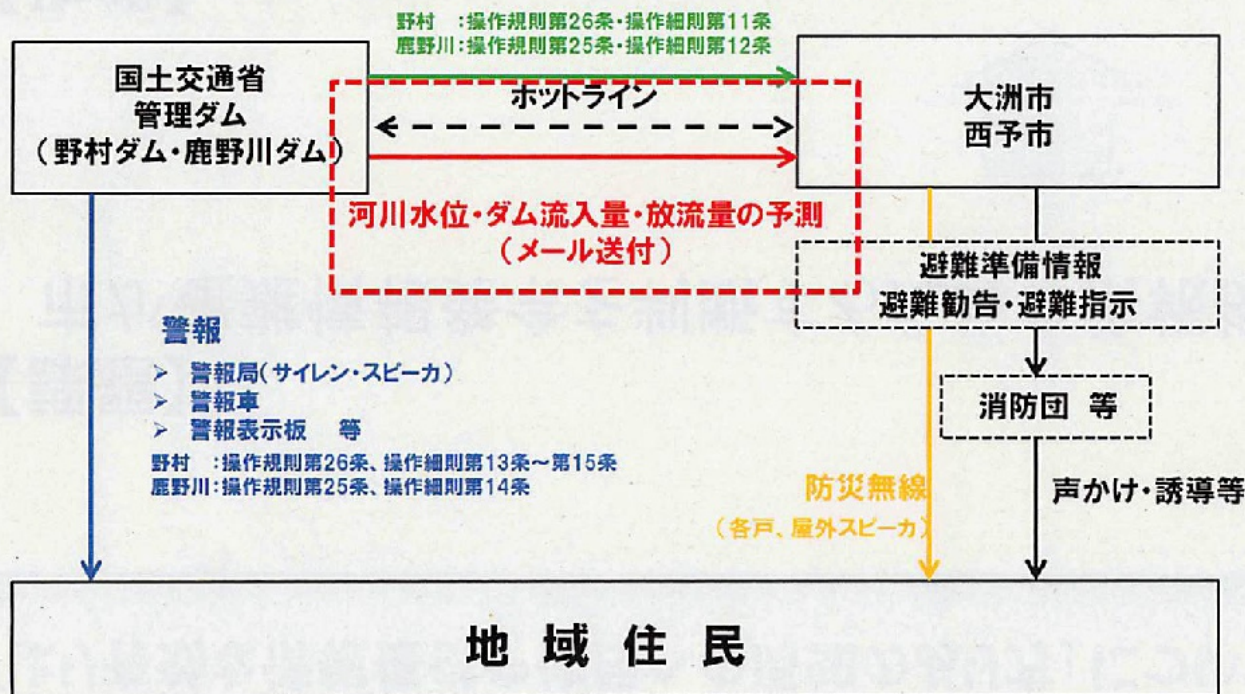 野村　：操作規則第26条・操作細則第11条
鹿野川：操作規則第25条・操作細則第12条
国土交通省
管理ダム
（野村ダム・鹿野川ダム）
ホットライン
大洲市
西予市
河川水位・ダム流入量・放流量の予測
（メール送付）
避難準備情報
避難勧告・避難指示
警報
➢ 警報局（サイレン・スピーカ）
➢ 警報車
➢ 警報表示板　等
野村　：操作規則第26条、操作細則第13条～第15条
鹿野川：操作規則第25条、操作細則第14条
消防団 等
防災無線
（各戸、屋外スピーカ）
声かけ・誘導等
地域住民